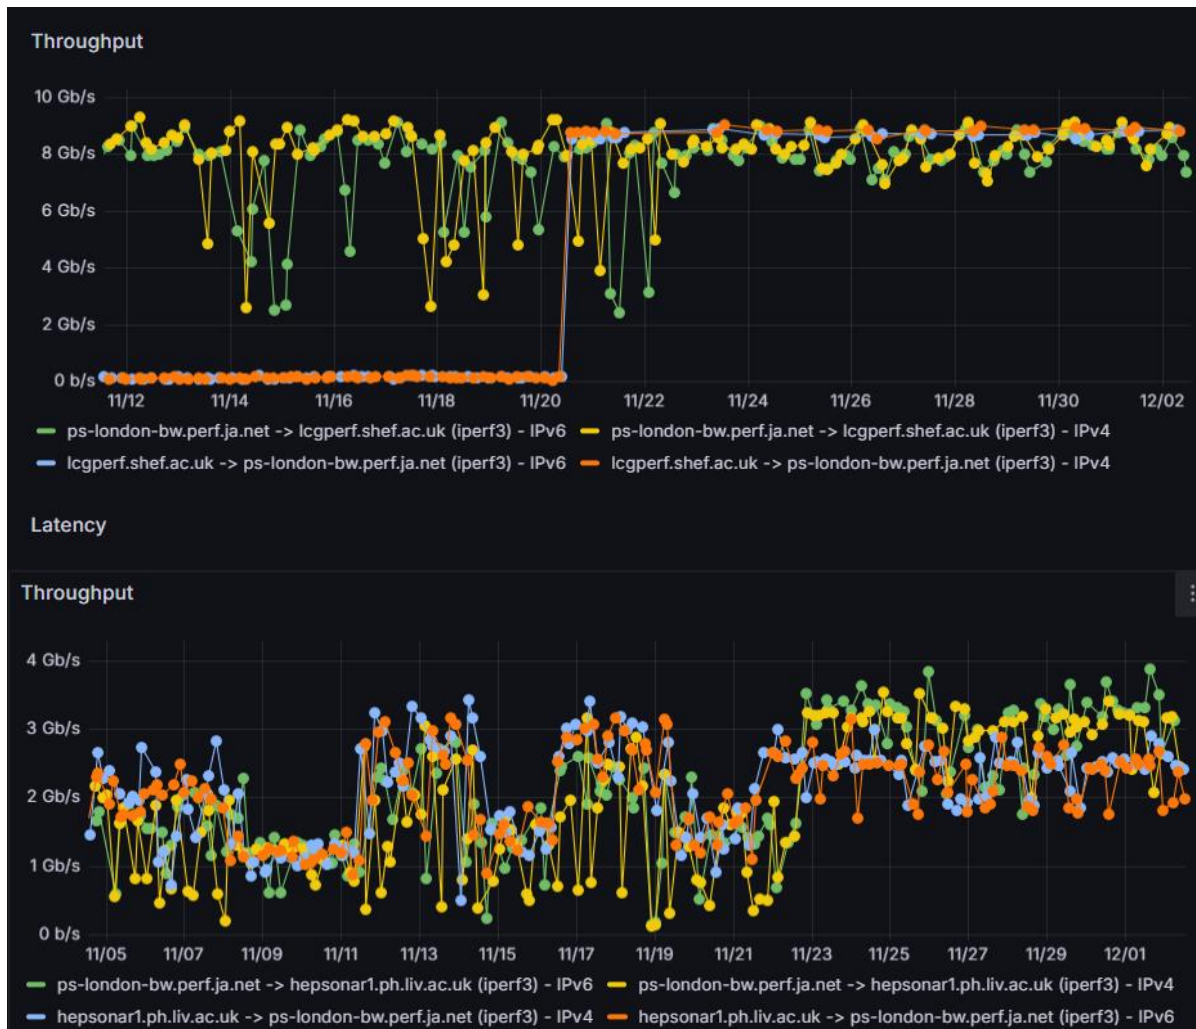 Throughput
10 Gb/s
8 Gb/s
6 Gb/s
4 Gb/s
2 Gb/s
0 b/s
11/12 11/14 11/16 11/18 11/20 11/22 11/24 11/26 11/28 11/30 12/02
ps-london-bw.perf.ja.net -> lcgperf.shef.ac.uk (iperf3) - IPv6 ps-london-bw.perf.ja.net -> lcgperf.shef.ac.uk (iperf3) - IPv4
lcgperf.shef.ac.uk -> ps-london-bw.perf.ja.net (iperf3) - IPv6 lcgperf.shef.ac.uk -> ps-london-bw.perf.ja.net (iperf3) - IPv4
Latency
Throughput
4 Gb/s
3 Gb/s
2 Gb/s
1 Gb/s
0 b/s
11/05 11/07 11/09 11/11 11/13 11/15 11/17 11/19 11/21 11/23 11/25 11/27 11/29 12/01
ps-london-bw.perf.ja.net -> hepsonar1.ph.liv.ac.uk (iperf3) - IPv6 ps-london-bw.perf.ja.net -> hepsonar1.ph.liv.ac.uk (iperf3) - IPv4
hepsonar1.ph.liv.ac.uk -> ps-london-bw.perf.ja.net (iperf3) - IPv4 hepsonar1.ph.liv.ac.uk -> ps-london-bw.perf.ja.net (iperf3) - IPv6